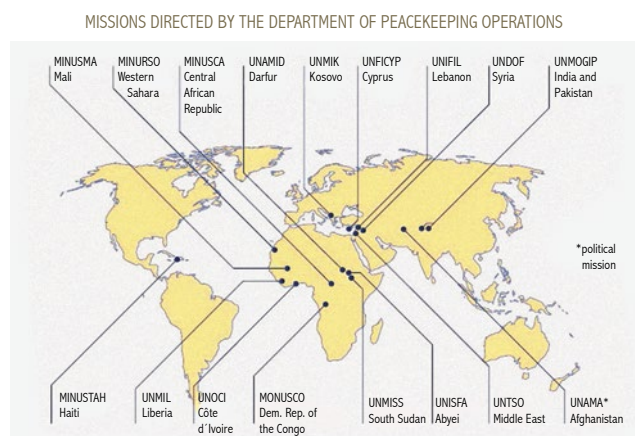 MISSIONS DIRECTED BY THE DEPARTMENT OF PEACEKEEPING OPERATIONS
MINUSMA
Mali
MINURSO
Western
Sahara
MINUSCA
Central
African
Republic
UNAMID
Darfur
UNMIK
Kosovo
UNFICYP
Cyprus
UNIFIL
Lebanon
UNDOF
Syria
UNMOGIP
India and
Pakistan
*political
mission
MINUSTAH
Haiti
UNMIL
Liberia
UNOCI
Côte
d´Ivoire
MONUSCO
Dem. Rep. of
the Congo
UNMISS
South Sudan
UNISFA
Abyei
UNTSO
Middle East
UNAMA*
Afghanistan